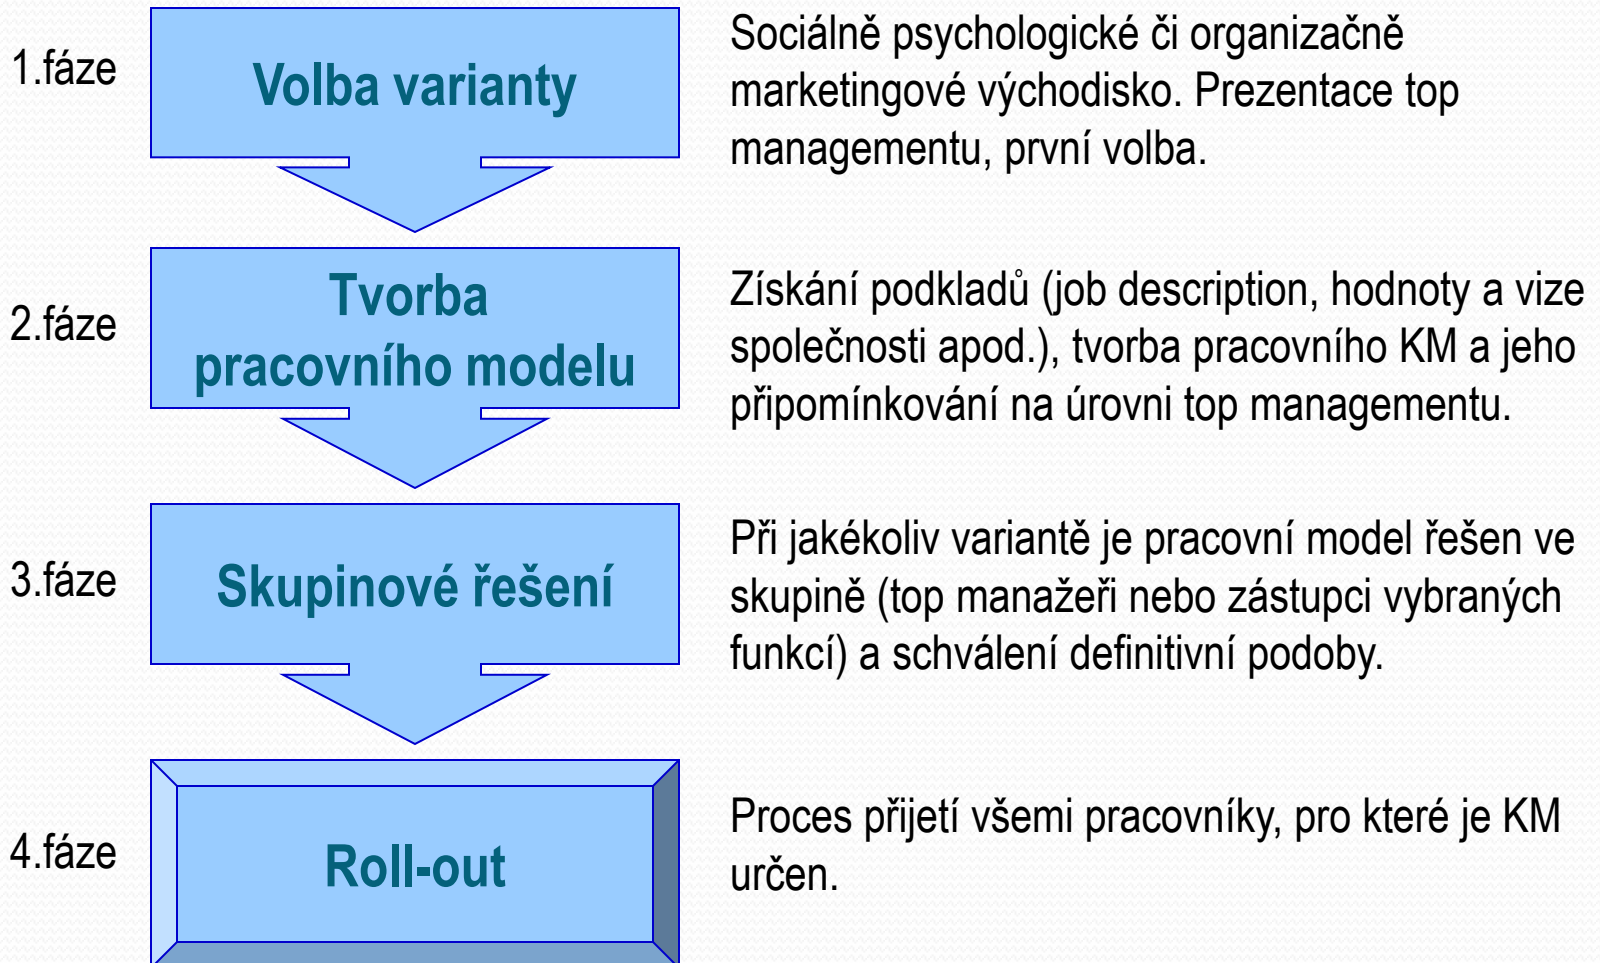 1.fáze
Volba varianty
Sociálně psychologické či organizačně
marketingové východisko. Prezentace top
managementu, první volba.
2.fáze
Tvorba
pracovního modelu
Získání podkladů (job description, hodnoty a vize
společnosti apod.), tvorba pracovního KM a jeho
připomínkování na úrovni top managementu.
3.fáze
Skupinové řešení
Při jakékoliv variantě je pracovní model řešen ve
skupině (top manažeři nebo zástupci vybraných
funkcí) a schválení definitivní podoby.
4.fáze
Roll-out
Proces přijetí všemi pracovníky, pro které je KM
určen.